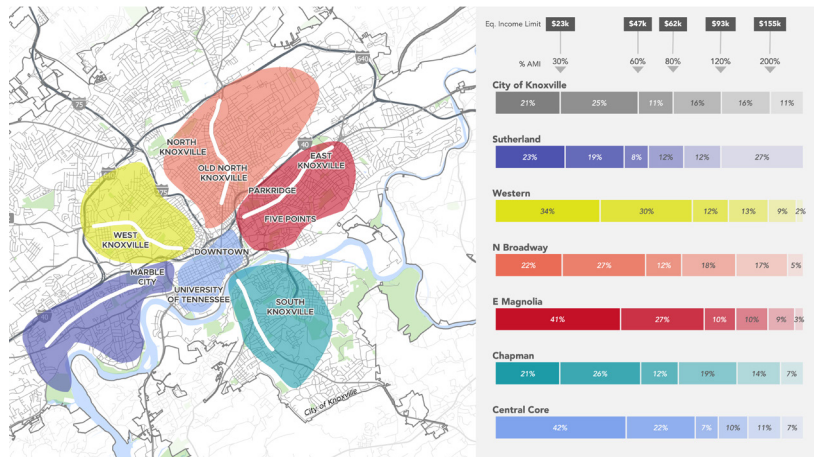 640
75
NORTH
KNOXVILLE
40
EAST
KNOXVILLE
OLD NORTH
KNOXVILLE
PARKRIDGE
75
FIVE POINTS
WEST
KNOXVILLE
DOWNTOWN
MARBLE
CITY
UNIVERSITY
OF TENNESSEE
SOUTH
KNOXVILLE
40
City of Knoxville
Eq. Income Limit $23k $47k $62k $93k $155k
% AMI 30% 60% 80% 120% 200%
City of Knoxville
21% 25% 11% 16% 16% 11%
Sutherland
23% 19% 8% 12% 12% 27%
Western
34% 30% 12% 13% 9% 2%
N Broadway
22% 27% 12% 18% 17% 5%
E Magnolia
41% 27% 10% 10% 9% 3%
Chapman
21% 26% 12% 19% 14% 7%
Central Core
42% 22% 7% 10% 11% 7%